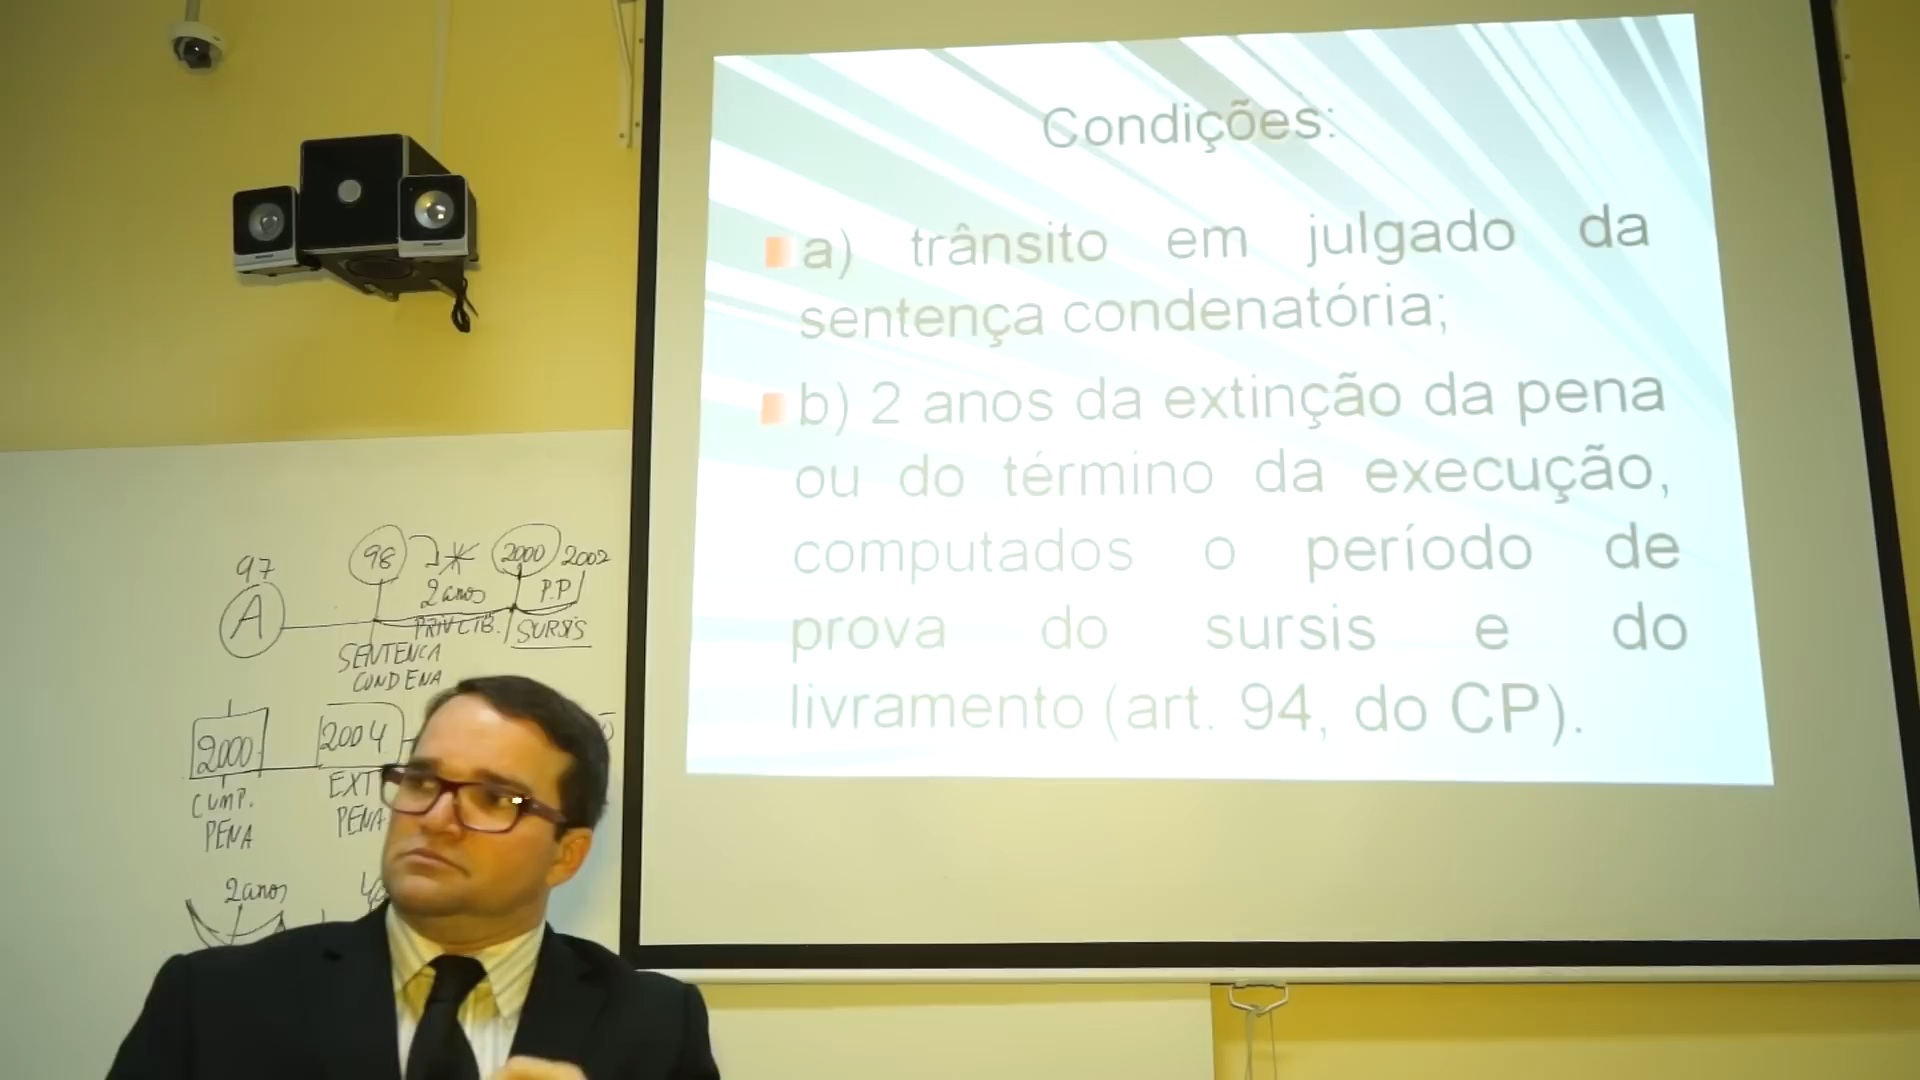 Condições:
a) trânsito em julgado da
sentença condenatória;
b) 2 anos da extinção da pena
ou do término da execução,
computados o período de
prova do sursis e do
livramento (art. 94, do CP).
97
98
2000
2002
A
2 anos
P.P
PRIV LIB.
SURSIS
SENTENCA
CONDENA
2000
2004
CUMP.
PENA
EXT
PENA
2 anos